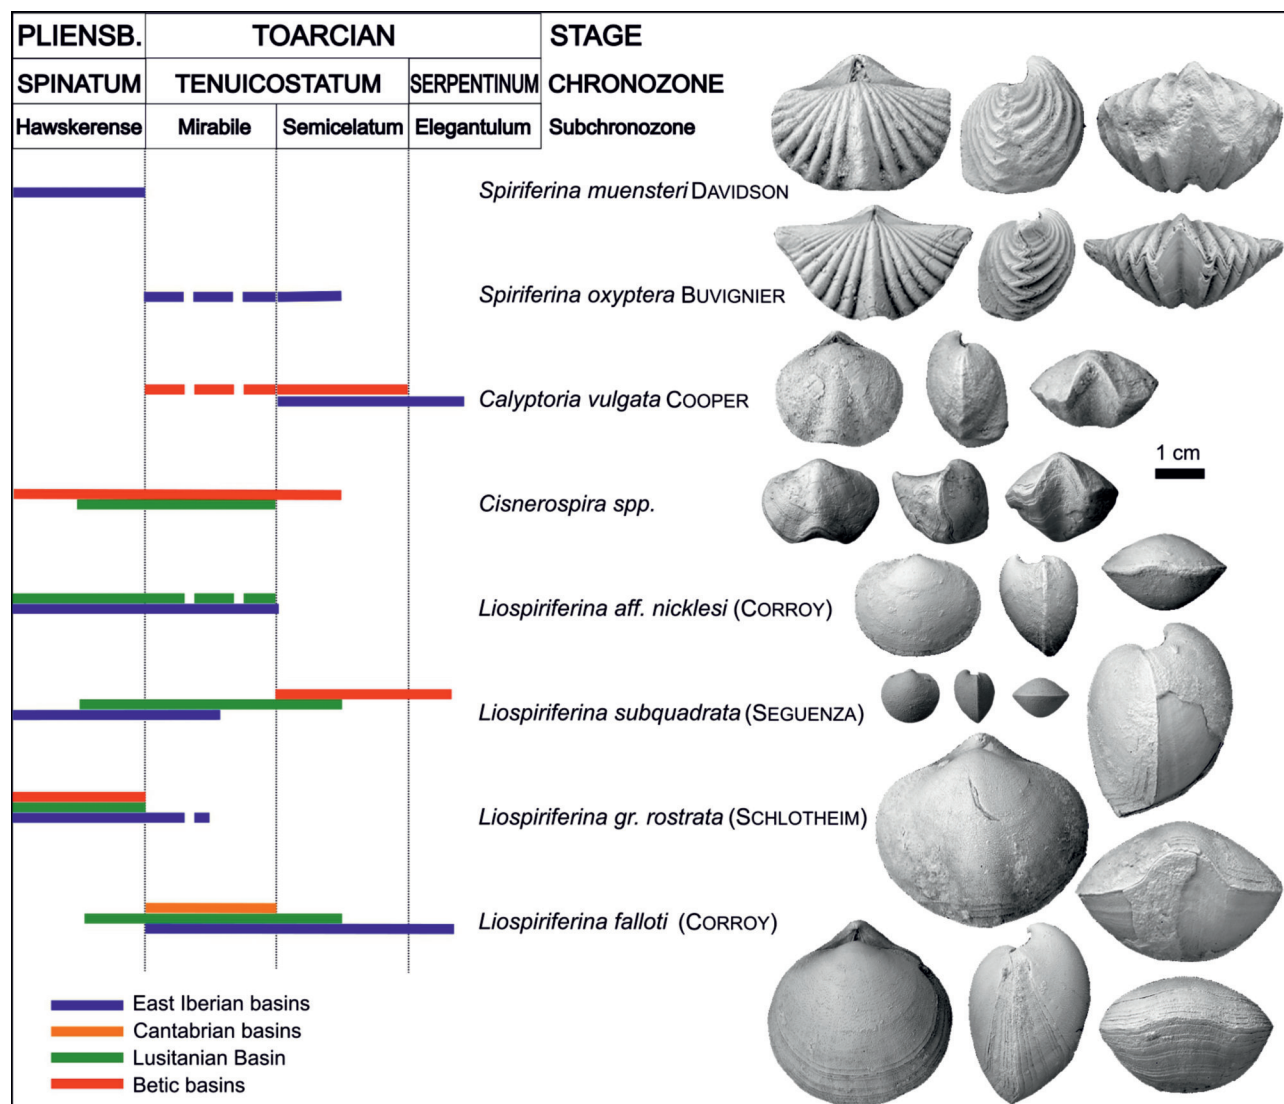 PLIENSB. TOARCIAN STAGE
SPINATUM TENUICOSTATUM SERPENTINUM CHRONOZONE
Hawskerense Mirabile Semicelatum Elegantulum Subchronozone
Spiriferina muensteri DAVIDSON
Spiriferina oxyptera BUVIGNIER
Calyptoria vulgata COOPER
1 cm
Cisnerospira spp.
Liospiriferina aff. nicklesi (CORROY)
Liospiriferina subquadrata (SEGUENZA)
Liospiriferina gr. rostrata (SCHLOTHEIM)
Liospiriferina falloti (CORROY)
East Iberian basins
Cantabrian basins
Lusitanian Basin
Betic basins